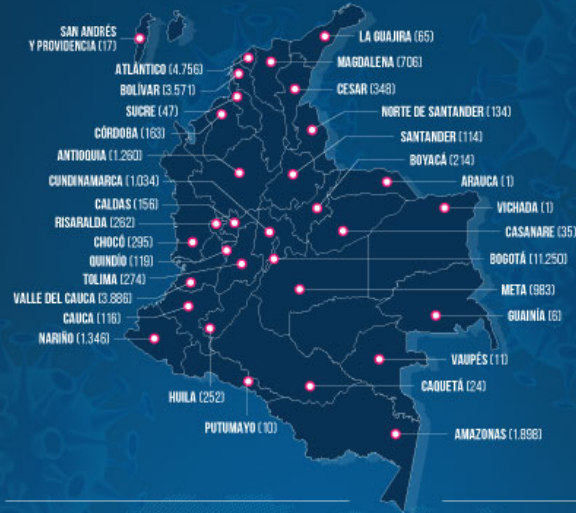 SAN ANDRÉS
Y PROVIDENCIA (17)
ATLÁNTICO (4.756)
BOLÍVAR (3.571)
SUCRE (47)
CÓRDOBA (163)
ANTIOQUIA (1.260)
CUNDINAMARCA (1.034)
CALDAS (156)
RISARALDA (262)
CHOCÓ (295)
QUINDÍO (119)
TOLIMA (274)
VALLE DEL CAUCA (3.886)
CAUCA (116)
NARIÑO (1.346)
HUILA (252)
PUTUMAYO (10)
LA GUAJIRA (65)
MAGDALENA (706)
CESAR (348)
NORTE DE SANTANDER (134)
SANTANDER (114)
BOYACÁ (214)
ARAUCA (1)
VICHADA (1)
CASANARE (35)
BOGOTÁ (11.250)
META (983)
GUAINÍA (6)
VAUPÉS (11)
CAQUETÁ (24)
AMAZONAS (1.898)